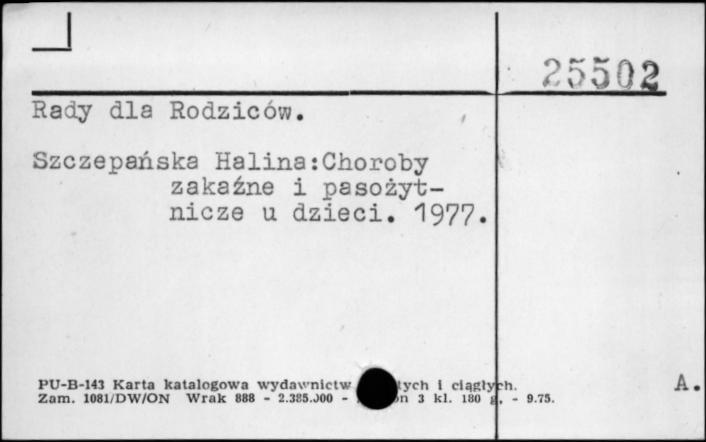 25502
Rady dla Rodziców.
Szczepańska Halina:Choroby
zakaźne i pasożyt-
nicze u dzieci. 1977.
PU-B-143 Karta katalogowa wydawnictw i ciągłych.
Zam. 1081/DW/ON Wrak 888 - 2.385.000 - 3 kl. 180 g. - 9.75.
A.